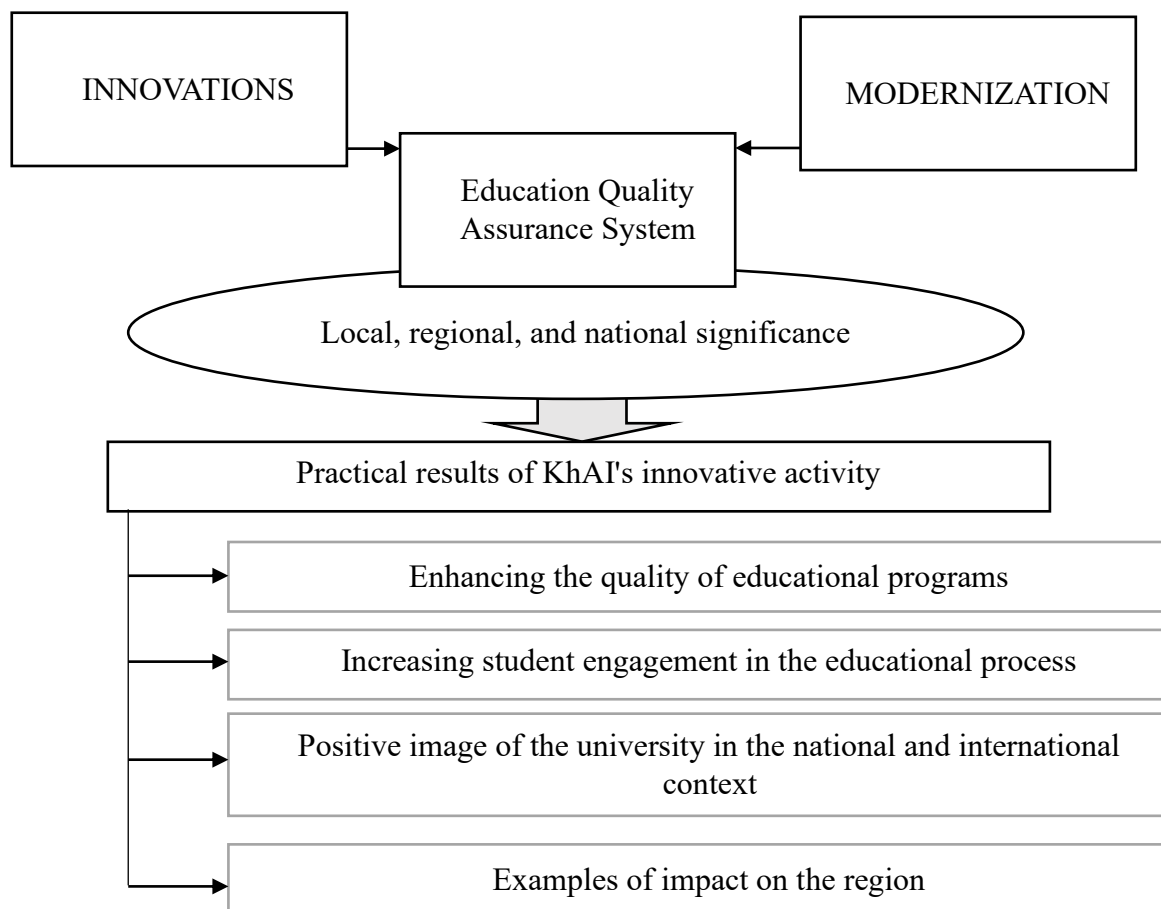 INNOVATIONS
MODERNIZATION
Education Quality
Assurance System
Local, regional, and national significance
Practical results of KhAI's innovative activity
Enhancing the quality of educational programs
Increasing student engagement in the educational process
Positive image of the university in the national and international
context
Examples of impact on the region